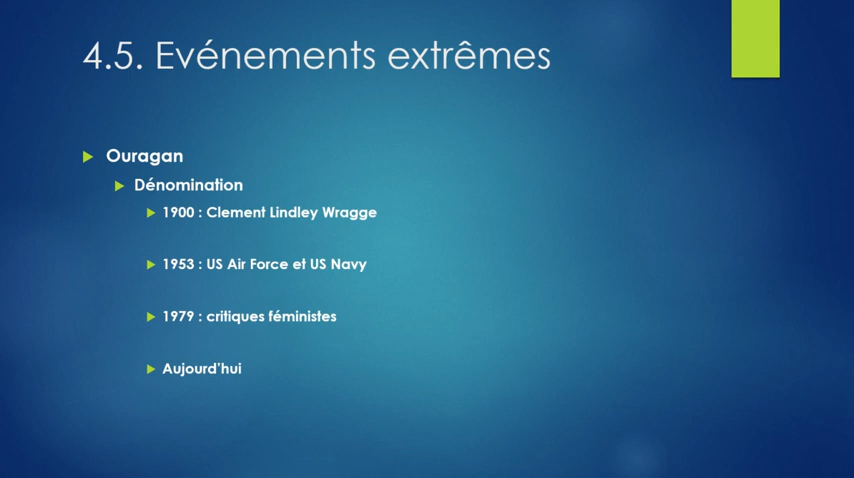 4.5. Evénements extrêmes
Ouragan
Dénomination
1900 : Clement Lindley Wragge
1953 : US Air Force et US Navy
1979 : critiques féministes
Aujourd'hui